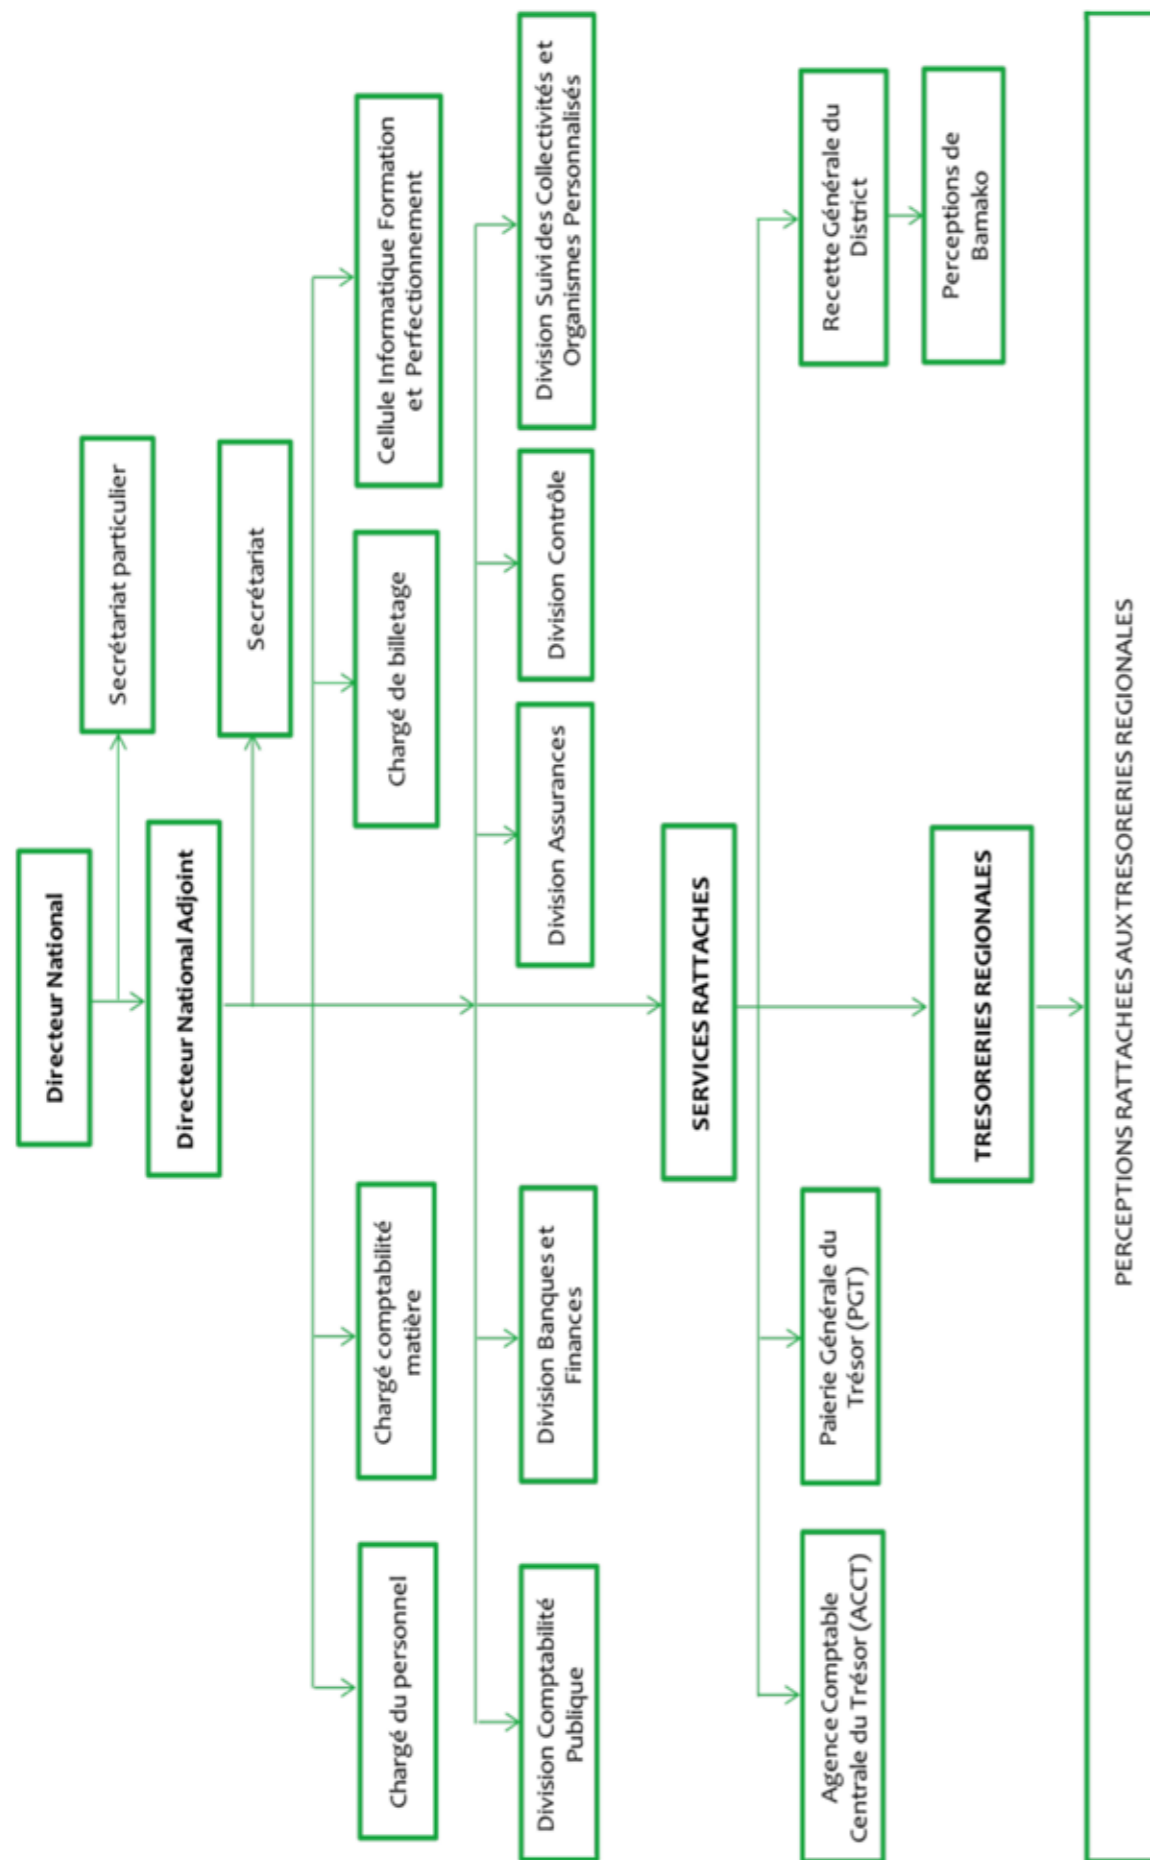 Directeur National
Secrétariat particulier
Directeur National Adjoint
Secrétariat
Chargé du personnel
Chargé comptabilité
matière
Chargé de billetage
Cellule Informatique Formation
et Perfectionnement
Division Comptabilité
Publique
Division Banques et
Finances
Division Assurances
Division Contrôle
Division Suivi des Collectivités et
Organismes Personnalisés
SERVICES RATTACHES
Agence Comptable
Centrale du Trésor (ACCT)
Paierie Générale du
Trésor (PGT)
Recette Générale du
District
Perceptions de
Bamako
TRESORERIES REGIONALES
PERCEPTIONS RATTACHEES AUX TRESORERIES REGIONALES